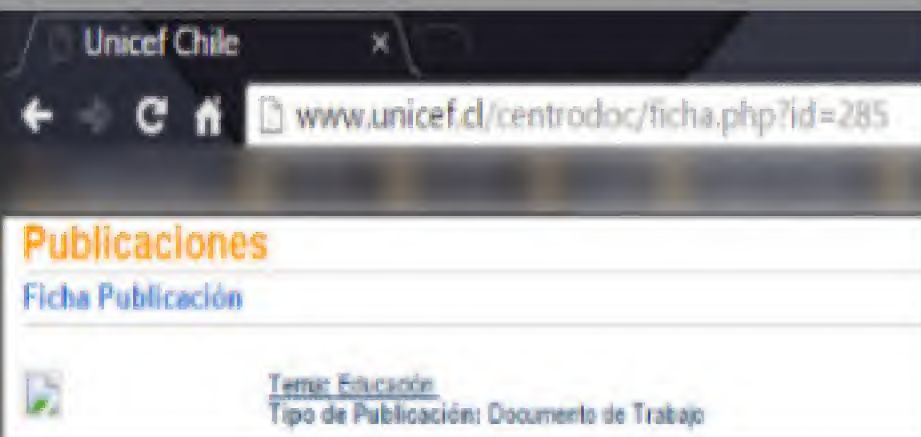 Unicef Chile
www.unicef.cl/centrodoc/ficha.php?id=285
Publicaciones
Ficha Publicación
Tema: Educación
Tipo de Publicación: Documento de Trabajo